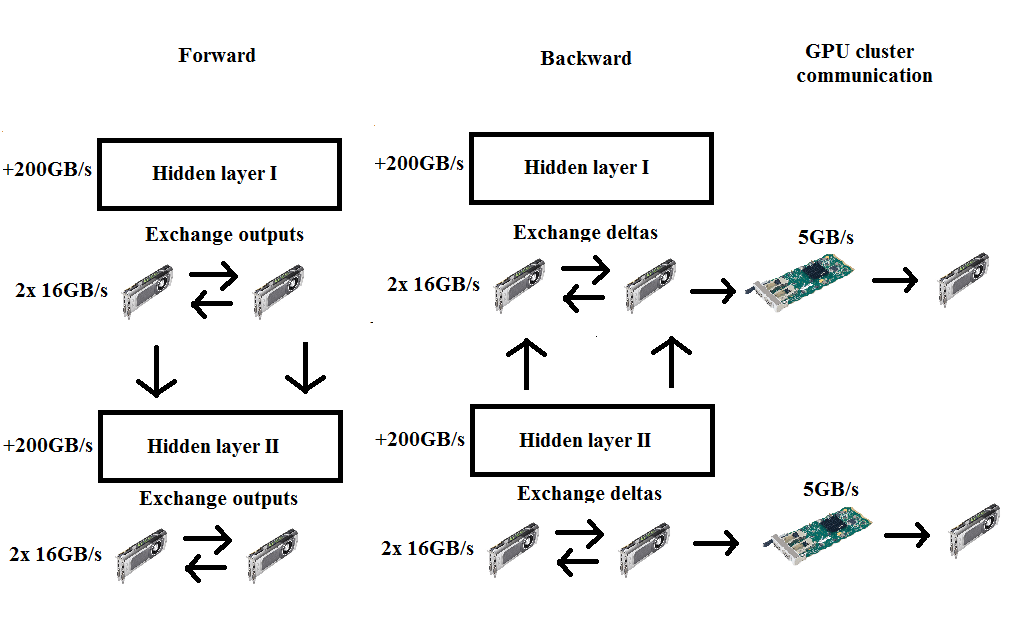 Forward
Backward
GPU cluster
communication
+200GB/s
Hidden layer I
+200GB/s
Hidden layer I
Exchange outputs
Exchange deltas
5GB/s
2x 16GB/s
2x 16GB/s
+200GB/s
Hidden layer II
+200GB/s
Hidden layer II
Exchange outputs
Exchange deltas
5GB/s
2x 16GB/s
2x 16GB/s